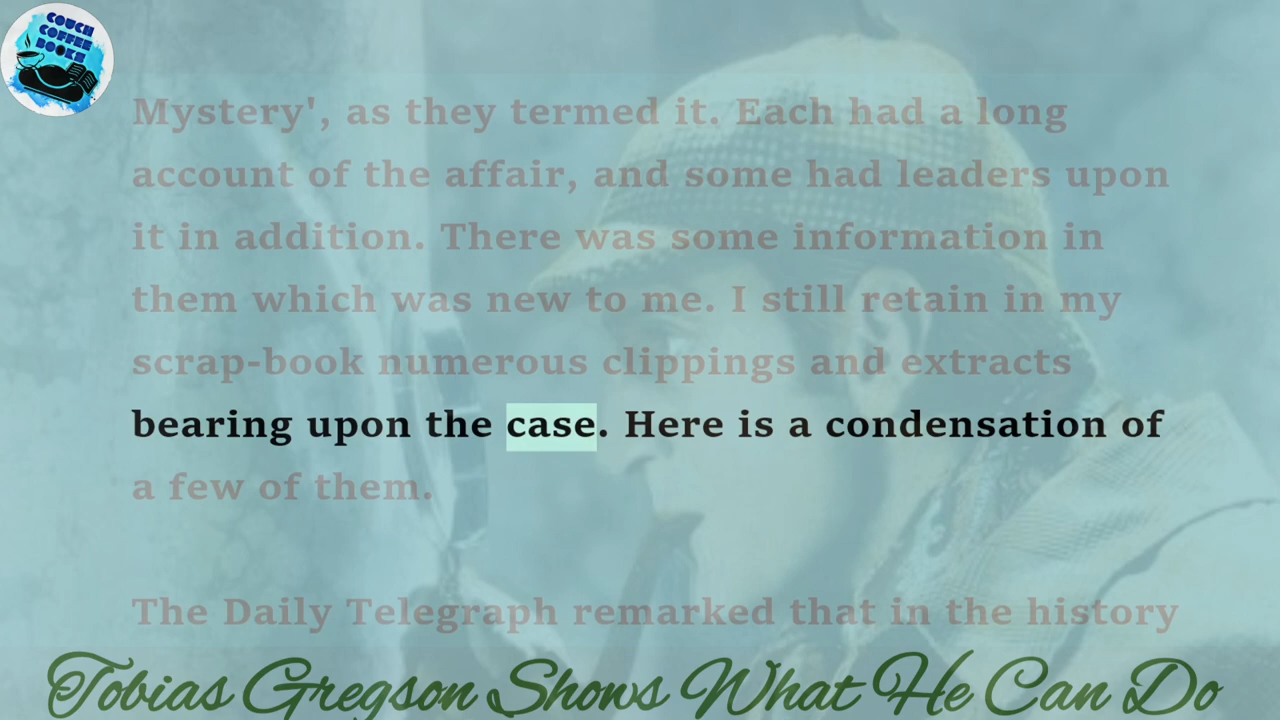 COUCH
COFFEE
BOOKS
Mystery', as they termed it. Each had a long
account of the affair, and some had leaders upon
it in addition. There was some information in
them which was new to me. I still retain in my
scrap-book numerous clippings and extracts
bearing upon the case. Here is a condensation of
a few of them.
The Daily Telegraph remarked that in the history
Tobias Gregson Shows What He Can Do